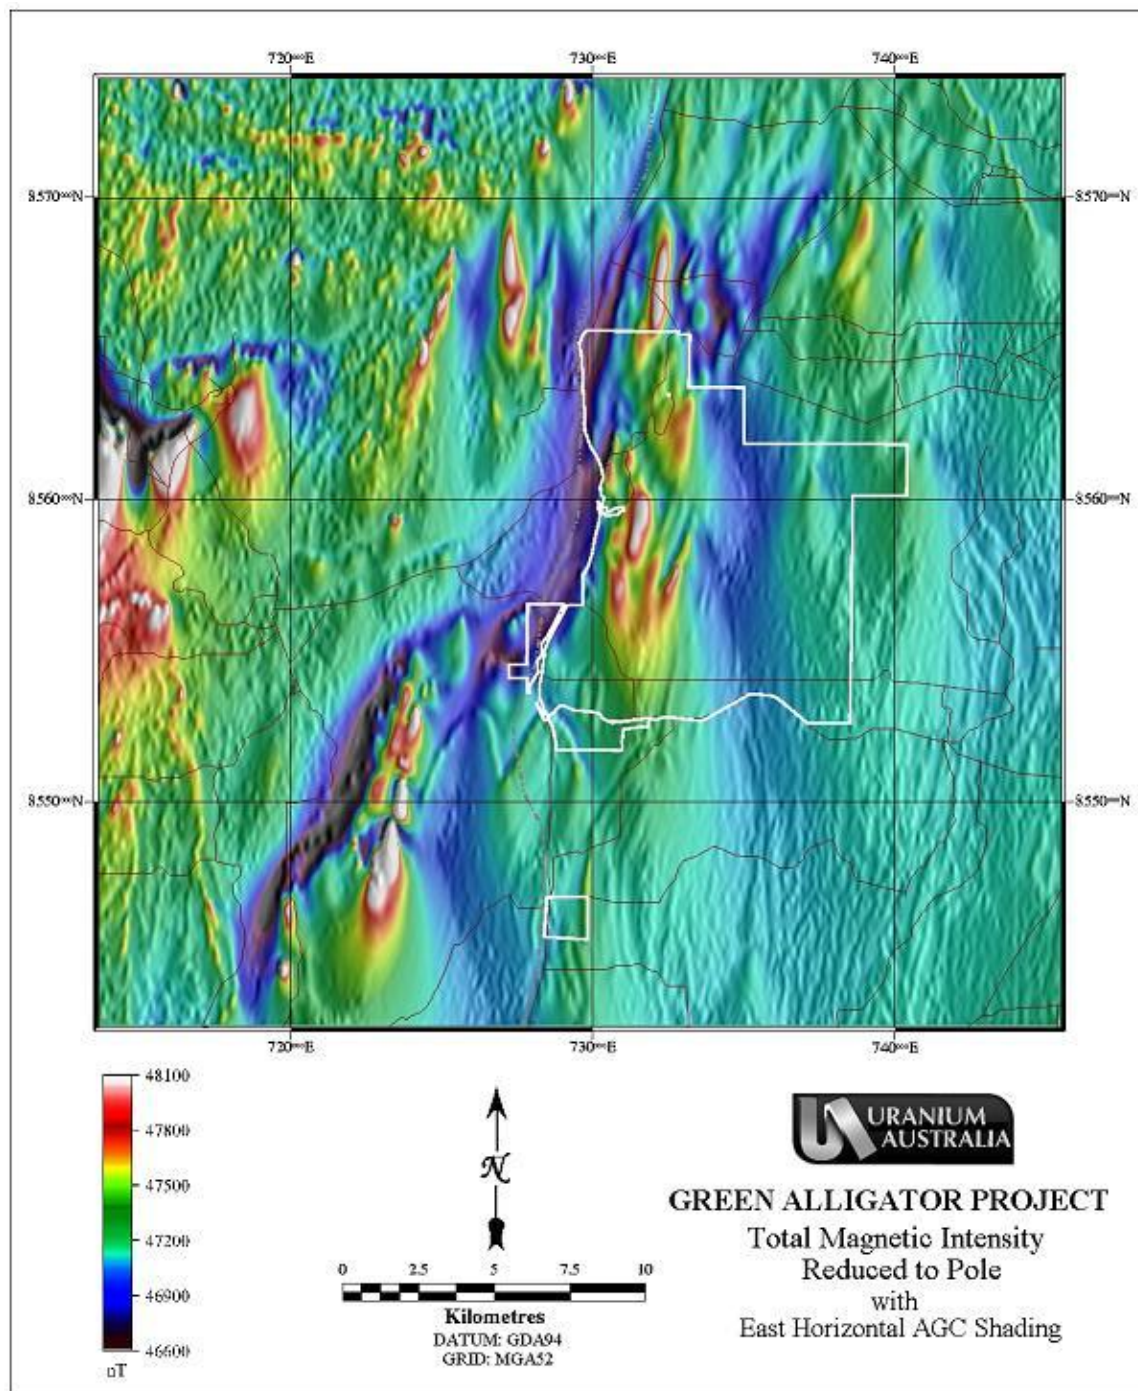 720⁰⁰⁰E 730⁰⁰⁰E 740⁰⁰⁰E
8570⁰⁰⁰N 8570⁰⁰⁰N
8560⁰⁰⁰N 8560⁰⁰⁰N
8550⁰⁰⁰N 8550⁰⁰⁰N
720⁰⁰⁰E 730⁰⁰⁰E 740⁰⁰⁰E
48100
47800
47500
47200
46900
46600
nT
N
0 2.5 5 7.5 10
Kilometres
DATUM: GDA94
GRID: MGA52
UA URANIUM
AUSTRALIA
GREEN ALLIGATOR PROJECT
Total Magnetic Intensity
Reduced to Pole
with
East Horizontal AGC Shading